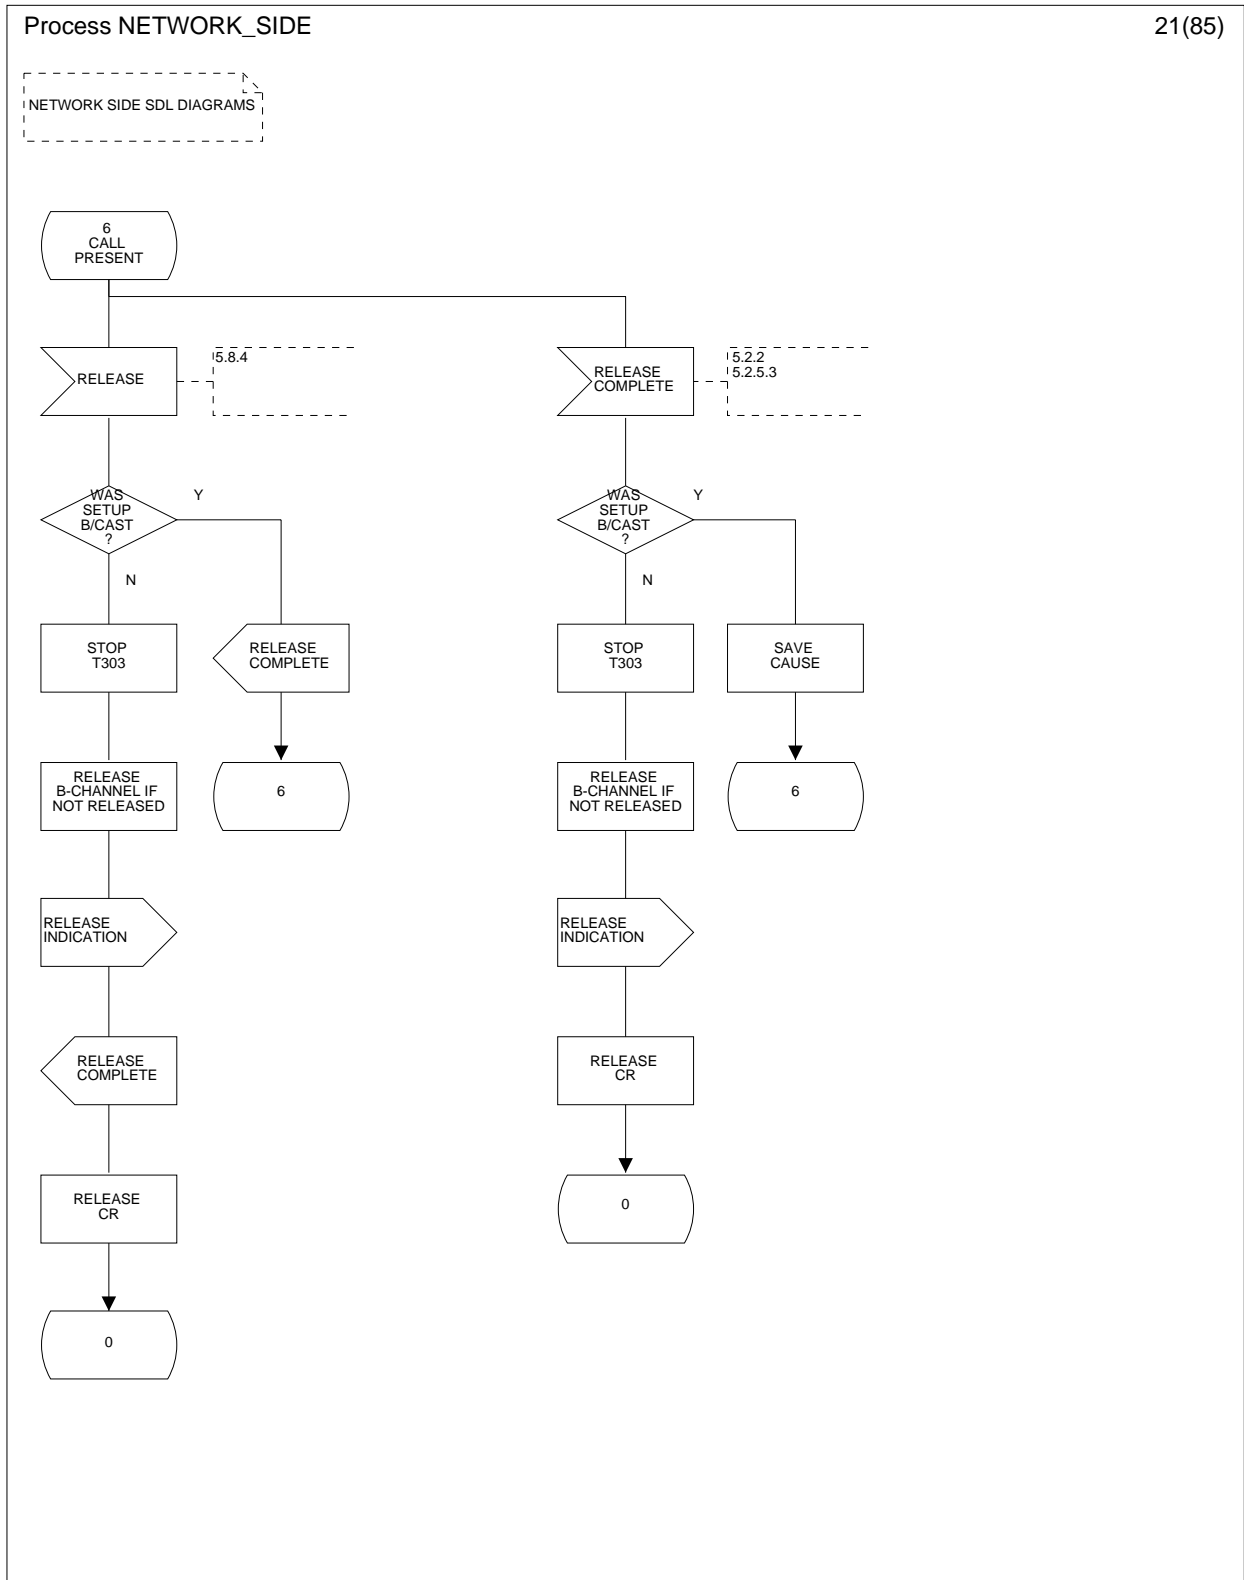 Process NETWORK_SIDE
21(85)
NETWORK SIDE SDL DIAGRAMS
6
CALL
PRESENT
RELEASE
5.8.4
RELEASE
COMPLETE
5.2.2
5.2.5.3
WAS
SETUP
B/CAST
?
Y
N
WAS
SETUP
B/CAST
?
Y
N
STOP
T303
RELEASE
COMPLETE
STOP
T303
SAVE
CAUSE
RELEASE
B-CHANNEL IF
NOT RELEASED
6
RELEASE
B-CHANNEL IF
NOT RELEASED
6
RELEASE
INDICATION
RELEASE
INDICATION
RELEASE
COMPLETE
RELEASE
CR
RELEASE
CR
0
0